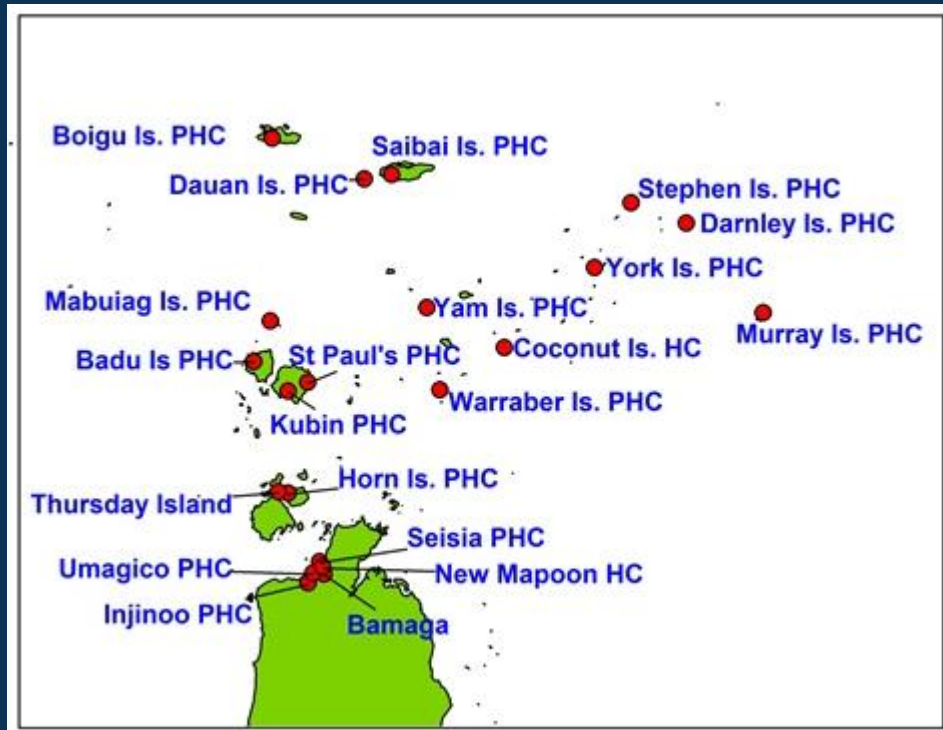 Boigu Is. PHC
Saibai Is. PHC
Dauan Is. PHC
Stephen Is. PHC
Darnley Is. PHC
York Is. PHC
Mabuiag Is. PHC
Yam Is. PHC
Murray Is. PHC
Badu Is PHC
St Paul's PHC
Coconut Is. HC
Warraber Is. PHC
Kubin PHC
Horn Is. PHC
Thursday Island
Seisia PHC
Umagico PHC
New Mapoon HC
Injinoo PHC
Bamaga